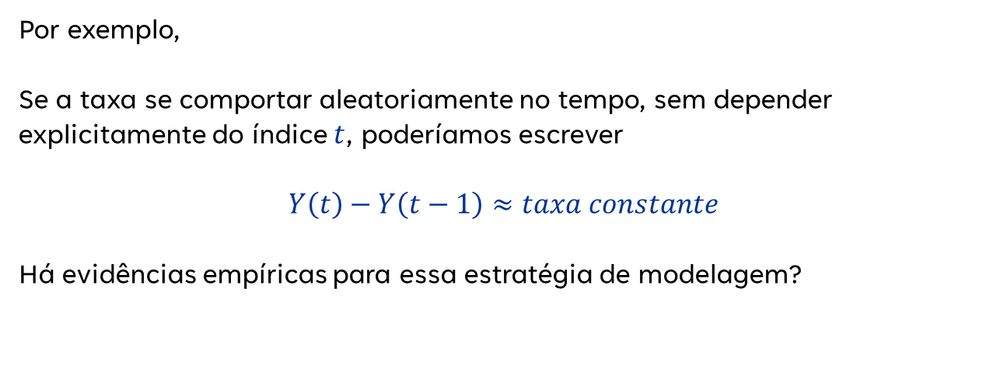 Por exemplo,
Se a taxa se comportar aleatoriamente no tempo, sem depender
explicitamente do índice t, poderíamos escrever
Y(t) − Y(t − 1) ≈ taxa constante
Há evidências empíricas para essa estratégia de modelagem?